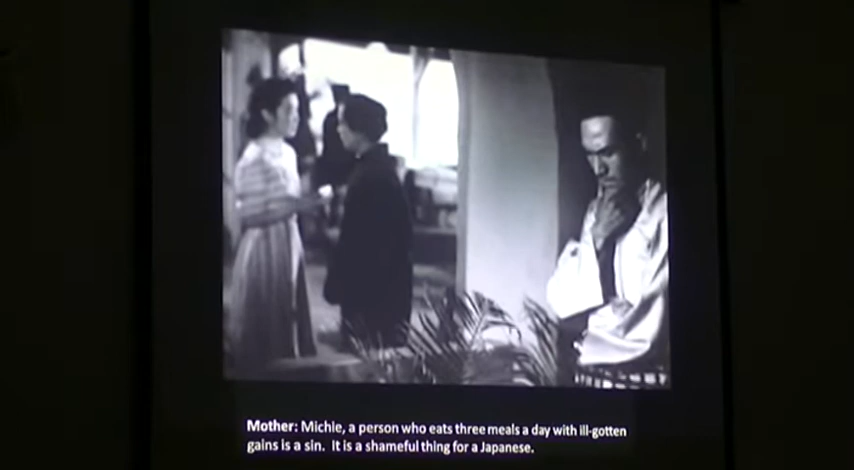 Mother: Michie, a person who eats three meals a day with ill-gotten
gains is a sin. It is a shameful thing for a Japanese.